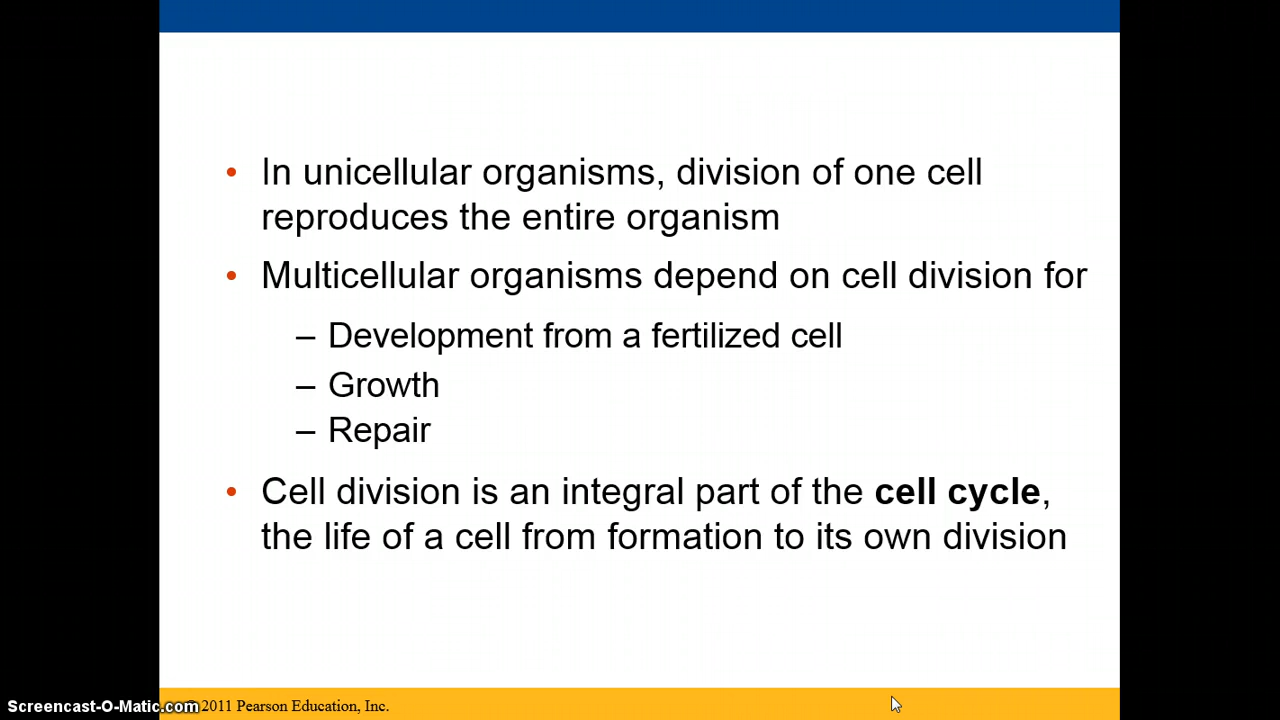 • In unicellular organisms, division of one cell
reproduces the entire organism
• Multicellular organisms depend on cell division for
– Development from a fertilized cell
– Growth
– Repair
• Cell division is an integral part of the cell cycle,
the life of a cell from formation to its own division
Screencast-O-Matic.com
© 2011 Pearson Education, Inc.